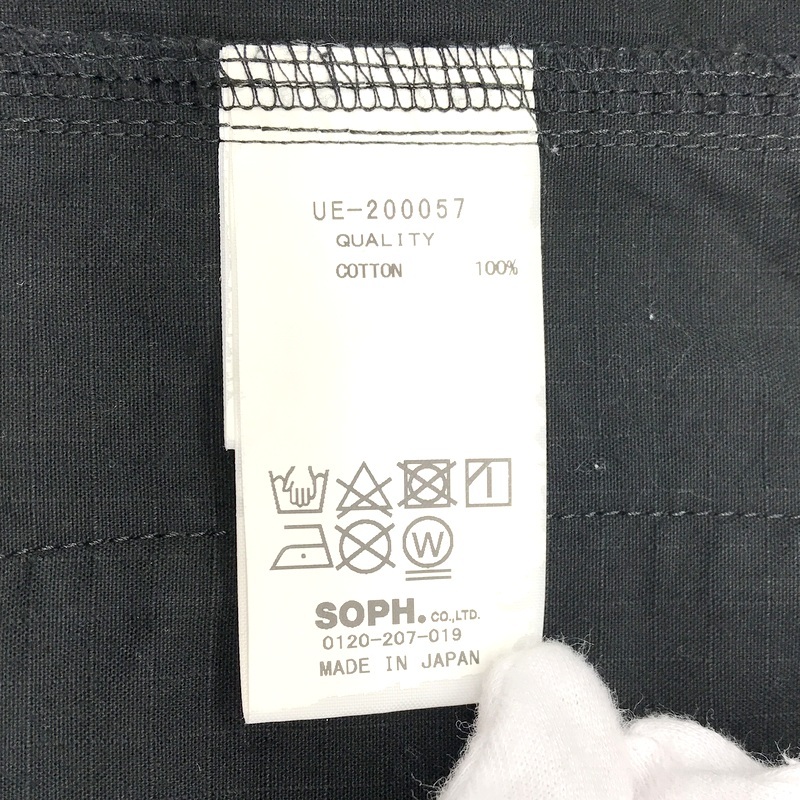 UE-200057
QUALITY
COTTON 100%
W
SOPH. CO.,LTD.
0120-207-019
MADE IN JAPAN